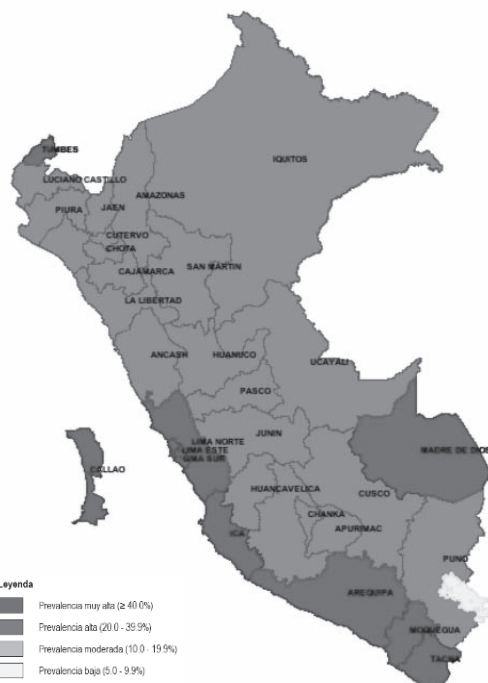 TUMBES
IQUITOS
LUCIANO CASTILLO
AMAZONAS
PIURA
JAEN
CUTERVO
CHOTA
CAJAMARCA
SAN MARTIN
LA LIBERTAD
ANCASH
HUANUCO
UCAYALI
PASCO
JUNIN
LIMA NORTE
LIMA ESTE
LIMA SUR
MADRE DE DIOS
CALLAO
HUANCAVELICA
CUSCO
CHANKA
APURIMAC
ICA
PUNO
AREQUIPA
MOQUEGUA
TACNA
Leyenda
Prevalencia muy alta (≥ 40.0%)
Prevalencia alta (20.0 - 39.9%)
Prevalencia moderada (10.0 - 19.9%)
Prevalencia baja (5.0 - 9.9%)